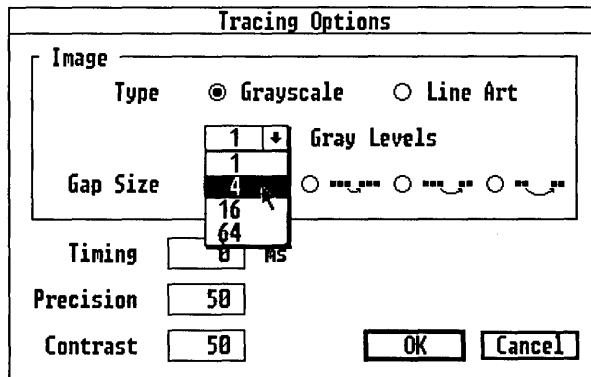 Tracing Options
Image
Type Grayscale Line Art
1 Gray Levels
1
Gap Size 4
16
64
Timing 0 ms
Precision 50
Contrast 50 OK Cancel